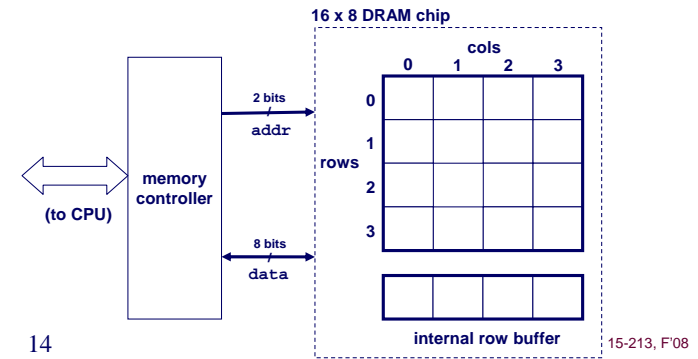 16 x 8 DRAM chip
cols
0 1 2 3
2 bits
addr
0
1
rows
2
3
memory
controller
(to CPU)
8 bits
data
internal row buffer
14
15-213, F'08